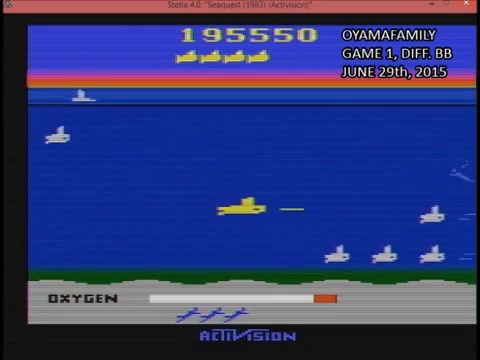 Stella 4.0: "Seaquest (1983) (Activision)"
195550
OYAMAFAMILY
GAME 1, DIFF. BB
JUNE 29th, 2015
OXYGEN
ACTIVISION